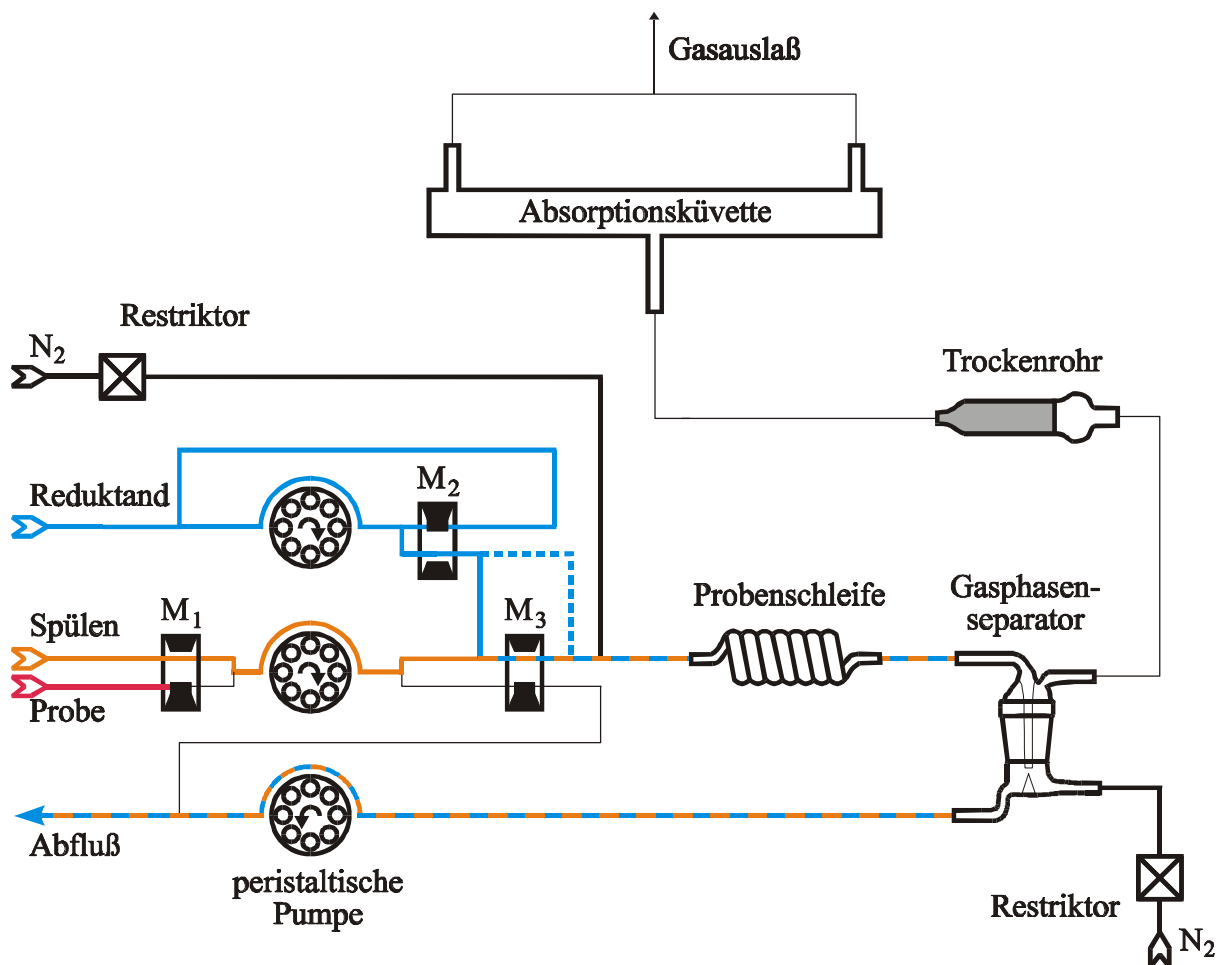 Gasauslaß
Absorptionsküvette
Restriktor
N2
Trockenrohr
M2
Reduktand
Probenschleife
Gasphasen-
separator
M1
M3
Spülen
Probe
Abfluß
peristaltische
Pumpe
Restriktor
N2